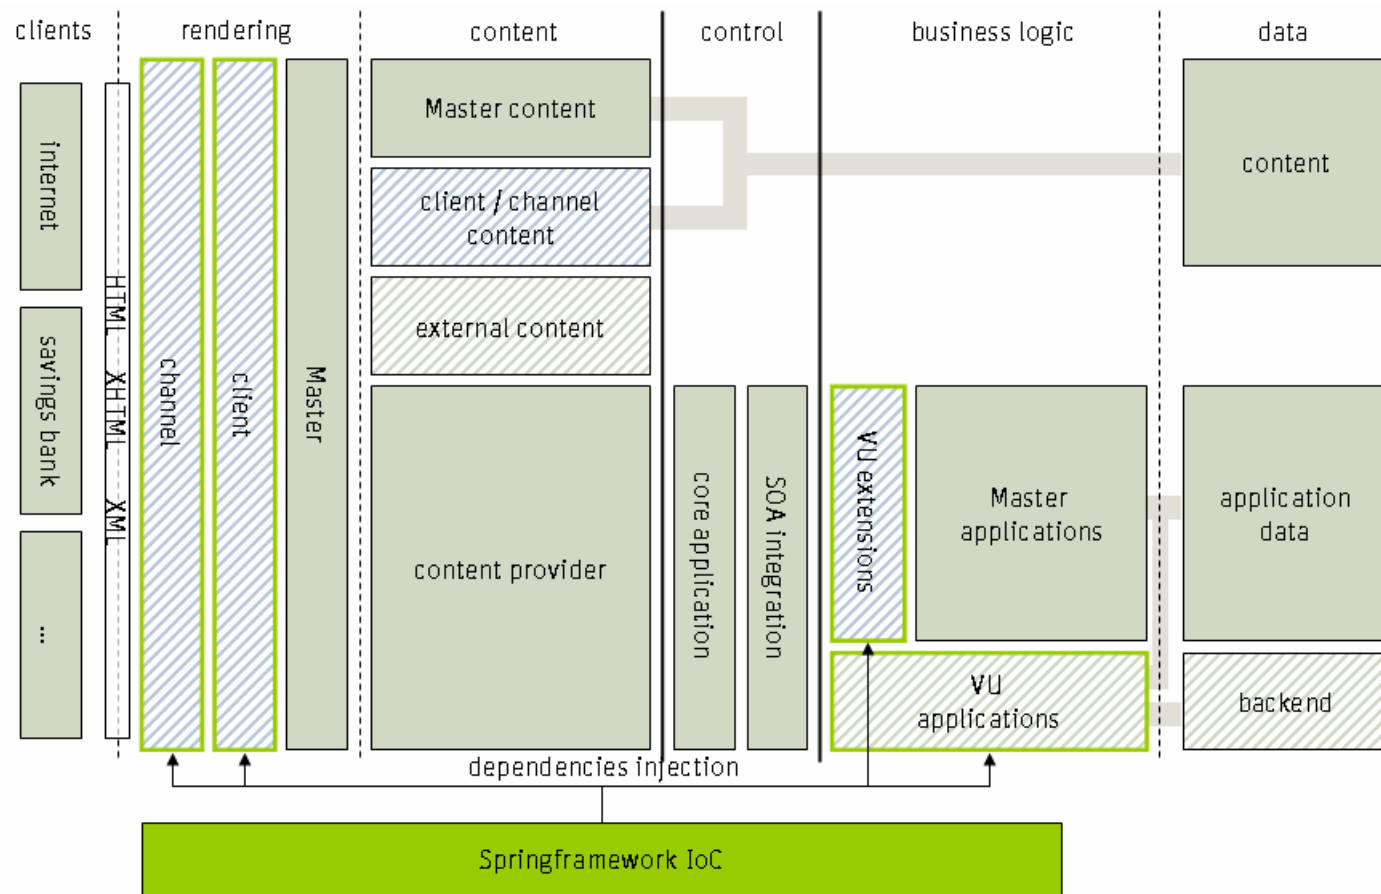 clients
rendering
content
control
business logic
data
internet
savings bank
...
HTML XHTML XML
channel
client
Master
Master content
client / channel
content
external content
content provider
core application
SOA integration
VU extensions
Master
applications
VU
applications
content
application
data
backend
dependencies injection
Springframework IoC